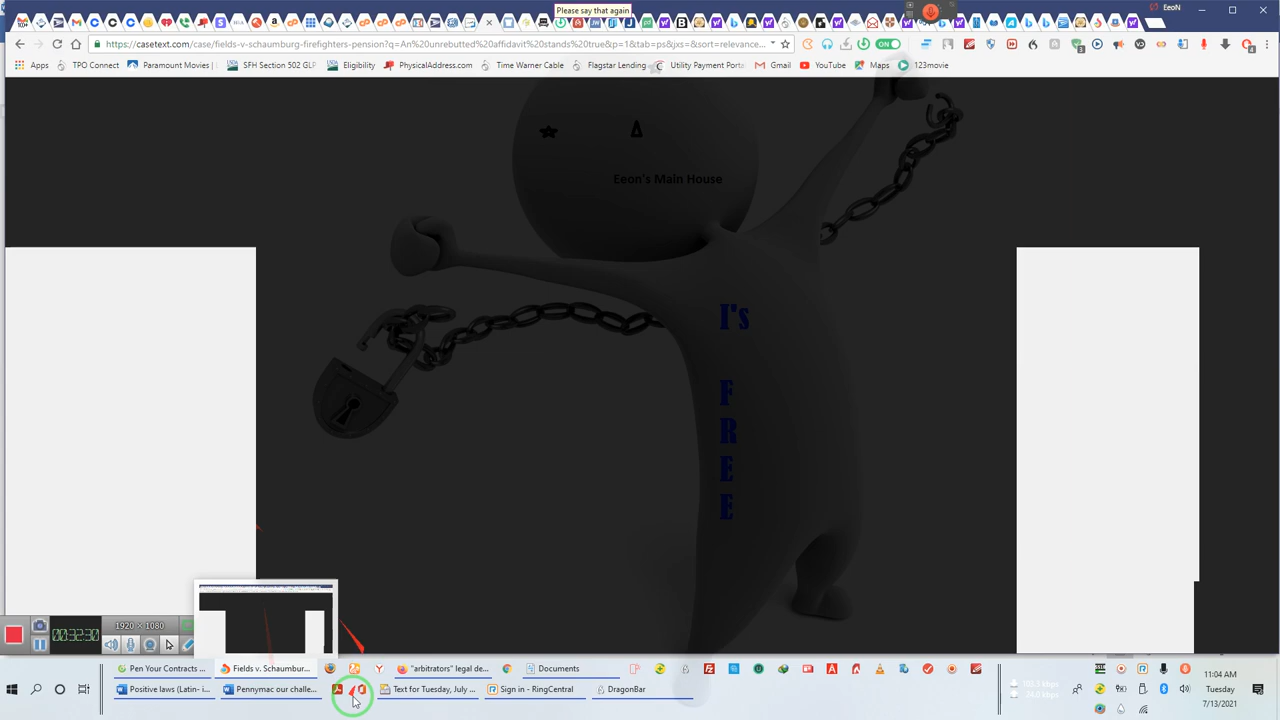 Please say that again
EeoN
https://casetext.com/case/fields-v-schaumburg-firefighters-pension?q=An%20unrebutted%20affidavit%20stands%20true&p=1&tab=ps&jxs=&sort=relevance...
ON
Apps TPO Connect Paramount Movies | SFH Section 502 GLP Eligibility PhysicalAddress.com Time Warner Cable Flagstar Lending Utility Payment Porta Gmail YouTube Maps 123movie
Eeon's Main House
I's
F
R
E
E
00:32:30
1920 × 1080
Pen Your Contracts ... Fields v. Schaumbur... "arbitrators" legal de... Documents
Positive laws (Latin- i... Pennymac our challe... Text for Tuesday, July ... Sign in - RingCentral DragonBar
11:04 AM
Tuesday
7/13/2021